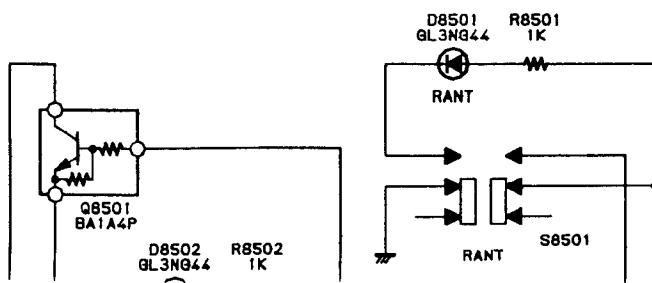 D8501 R8501
GL3NG44 1K
RANT
Q8501
BA1A4P
D8502 R8502
GL3NG44 1K
S8501
RANT